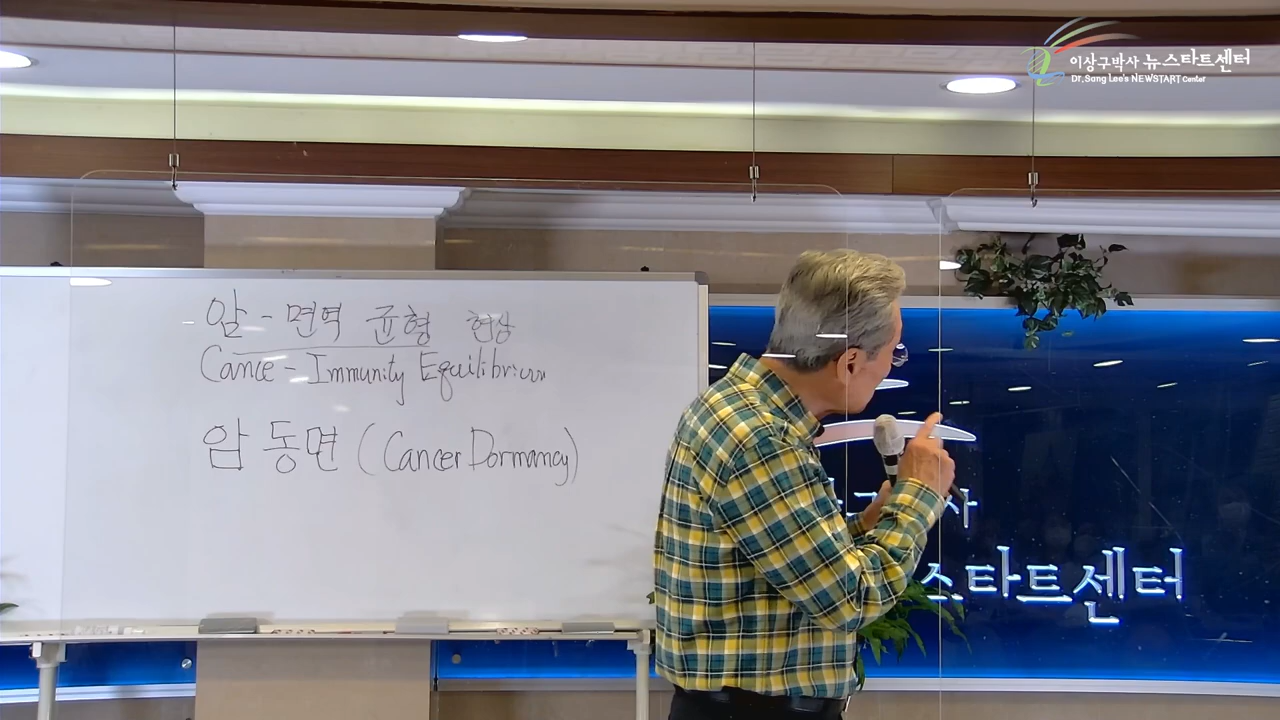 이상구박사 뉴스타트센터
Dr. Sang Lee's NEWSTART Center
암 - 면역 균형 현상
Cance - Immunity Equilibrium
암 동면 (Cancer Dormancy)
스타트센터